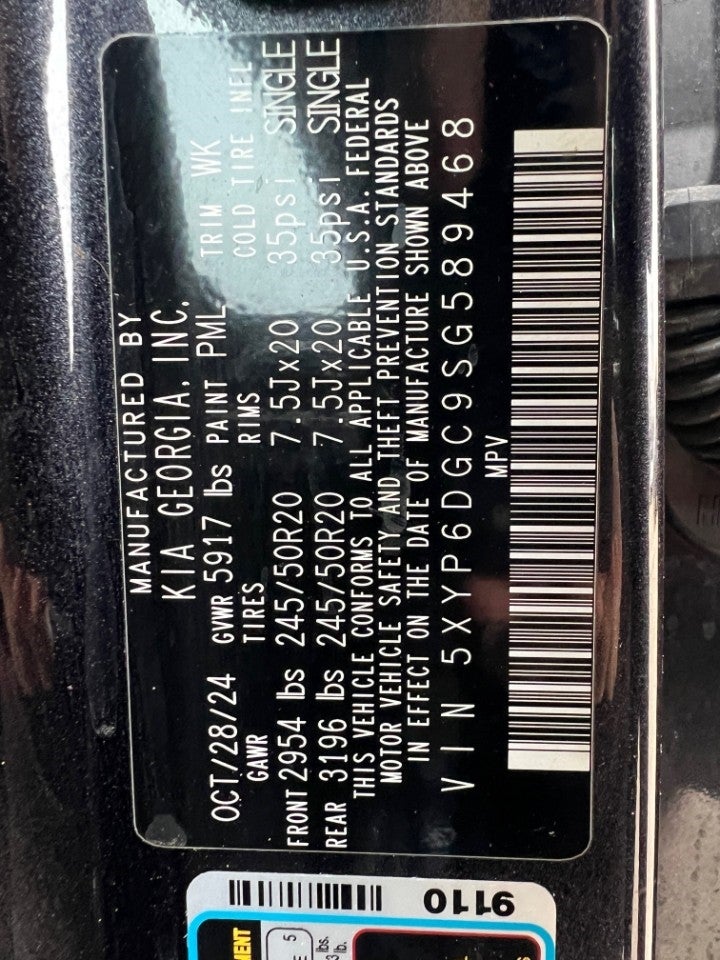 MANUFACTURED BY
KIA GEORGIA, INC.
OCT/28/24 GVWR 5917 lbs PAINT PML TRIM WK
GAWR TIRES RIMS COLD TIRE INFL
FRONT 2954 lbs 245/50R20 7.5Jx20 35psi SINGLE
REAR 3196 lbs 245/50R20 7.5Jx20 35psi SINGLE
THIS VEHICLE CONFORMS TO ALL APPLICABLE U.S.A. FEDERAL
MOTOR VEHICLE SAFETY AND THEFT PREVENTION STANDARDS
IN EFFECT ON THE DATE OF MANUFACTURE SHOWN ABOVE
VIN 5XYP6DGC9SG589468
MPV
9110
5
lbs.